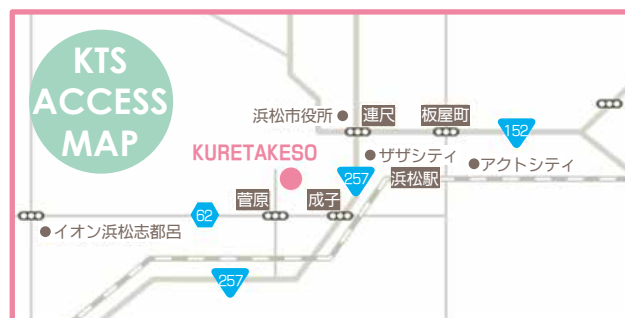 KTS
ACCESS
MAP
浜松市役所
連尺
板屋町
152
KURETAKESO
ザザシティ
アクトシティ
257
浜松駅
菅原
成子
62
イオン浜松志都呂
257